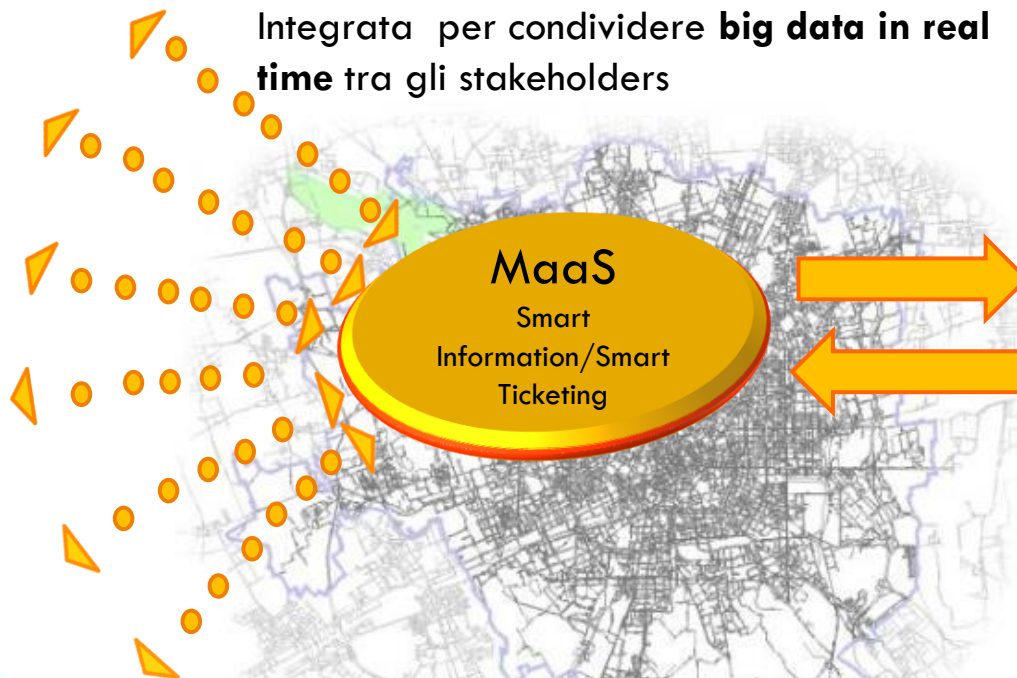 Integrata per condividere big data in real
time tra gli stakeholders
MaaS
Smart
Information/Smart
Ticketing